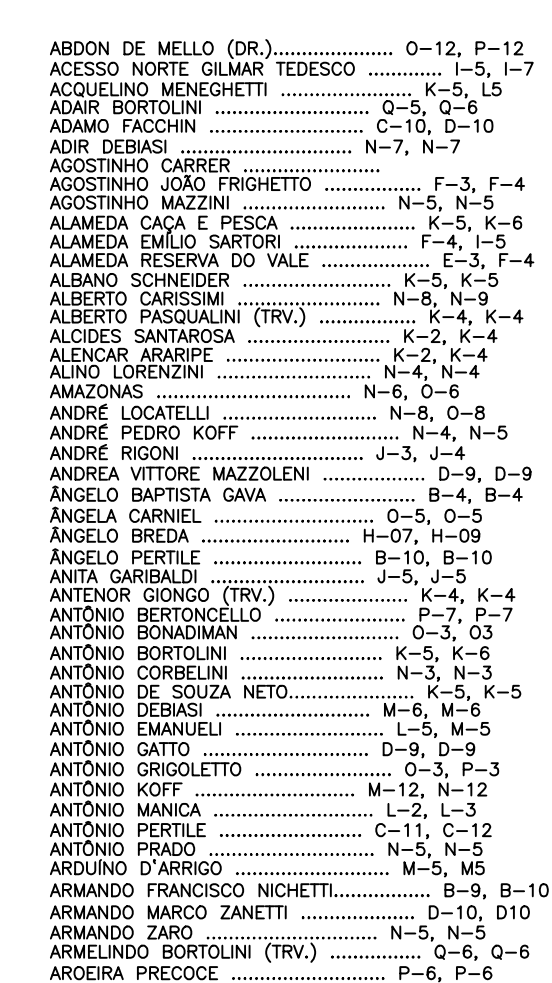 ABDON DE MELLO (DR.)..................... O-12, P-12
ACESSO NORTE GILMAR TEDESCO ............. I-5, I-7
ACQUELINO MENEGHETTI ....................... K-5, L5
ADAIR BORTOLINI ........................... Q-5, Q-6
ADAMO FACCHIN ............................ C-10, D-10
ADIR DEBIASI .............................. N-7, N-7
AGOSTINHO CARRER ........................
AGOSTINHO JOÃO FRIGHETTO ................. F-3, F-4
AGOSTINHO MAZZINI ........................ N-5, N-5
ALAMEDA CAÇA E PESCA ...................... K-5, K-6
ALAMEDA EMÍLIO SARTORI ...................... F-4, I-5
ALAMEDA RESERVA DO VALE ................... E-3, F-4
ALBANO SCHNEIDER .......................... K-5, K-5
ALBERTO CARISSIMI ......................... N-8, N-9
ALBERTO PASQUALINI (TRV.) ................. K-4, K-4
ALCIDES SANTAROSA ......................... K-2, K-4
ALENCAR ARARIPE .......................... K-2, K-4
ALINO LORENZINI ........................... N-4, N-4
AMAZONAS .................................. N-6, O-6
ANDRÉ LOCATELLI ........................... N-8, O-8
ANDRÉ PEDRO KOFF .......................... N-4, N-5
ANDRÉ RIGONI .............................. J-3, J-4
ANDREA VITTORE MAZZOLENI .................. D-9, D-9
ÂNGELO BAPTISTA GAVA ........................ B-4, B-4
ÂNGELA CARNIEL ............................ O-5, O-5
ÂNGELO BREDA .......................... H-07, H-09
ÂNGELO PERTILE .......................... B-10, B-10
ANITA GARIBALDI ........................... J-5, J-5
ANTENOR GIONGO (TRV.) ..................... K-4, K-4
ANTÔNIO BERTONCELLO ......................... P-7, P-7
ANTÔNIO BONADIMAN .......................... O-3, O3
ANTÔNIO BORTOLINI ......................... K-5, K-6
ANTÔNIO CORBELINI ......................... N-3, N-3
ANTÔNIO DE SOUZA NETO...................... K-5, K-5
ANTÔNIO DEBIASI ........................... M-6, M-6
ANTÔNIO EMANUELI .......................... L-5, M-5
ANTÔNIO GATTO ............................. D-9, D-9
ANTÔNIO GRIGOLETTO ........................ O-3, P-3
ANTÔNIO KOFF ............................ M-12, N-12
ANTÔNIO MANICA ............................ L-2, L-3
ANTÔNIO PERTILE ......................... C-11, C-12
ANTÔNIO PRADO ............................. N-5, N-5
ARDUÍNO D'ARRIGO .......................... M-5, M5
ARMANDO FRANCISCO NICHETTI................. B-9, B-10
ARMANDO MARCO ZANETTI ..................... D-10, D10
ARMANDO ZARO .............................. N-5, N-5
ARMELINDO BORTOLINI (TRV.) ................. Q-6, Q-6
AROEIRA PRECOCE ........................... P-6, P-6